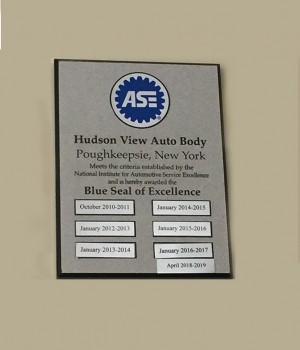 ASE
Hudson View Auto Body
Poughkeepsie, New York
Meets the criteria established by the
National Institute for Automotive Service Excellence
and is hereby awarded the
Blue Seal of Excellence
October 2010-2011
January 2014-2015
January 2012-2013
January 2015-2016
January 2013-2014
January 2016-2017
April 2018-2019